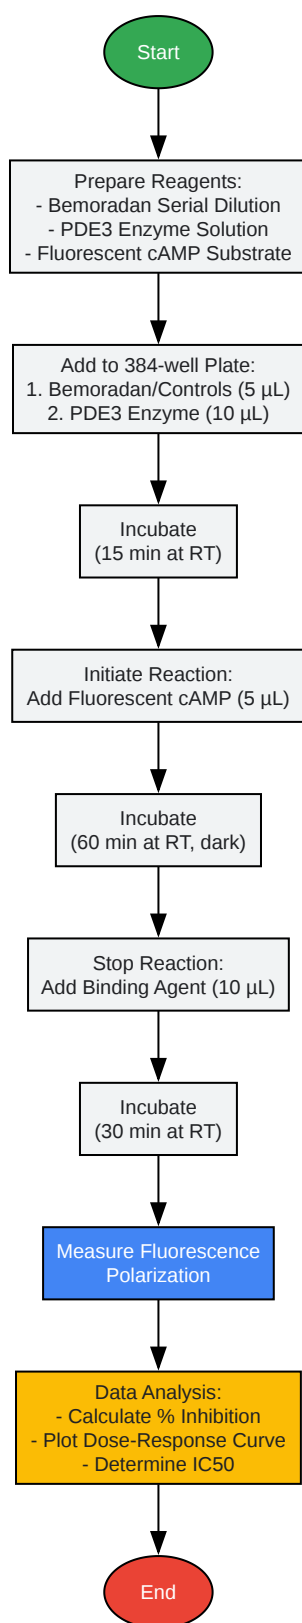 Start
Prepare Reagents:
- Bemoradan Serial Dilution
- PDE3 Enzyme Solution
- Fluorescent cAMP Substrate
Add to 384-well Plate:
1. Bemoradan/Controls (5 µL)
2. PDE3 Enzyme (10 µL)
Incubate
(15 min at RT)
Initiate Reaction:
Add Fluorescent cAMP (5 µL)
Incubate
(60 min at RT, dark)
Stop Reaction:
Add Binding Agent (10 µL)
Incubate
(30 min at RT)
Measure Fluorescence
Polarization
Data Analysis:
- Calculate % Inhibition
- Plot Dose-Response Curve
- Determine IC50
End